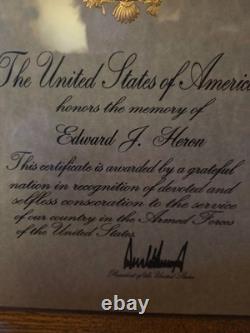 The United States of America
honors the memory of
Edward J. Heron
This certificate is awarded by a grateful
nation in recognition of devoted and
selfless consecration to the service
of our country in the Armed Forces
of the United States.
President of the United States
© tannins.com